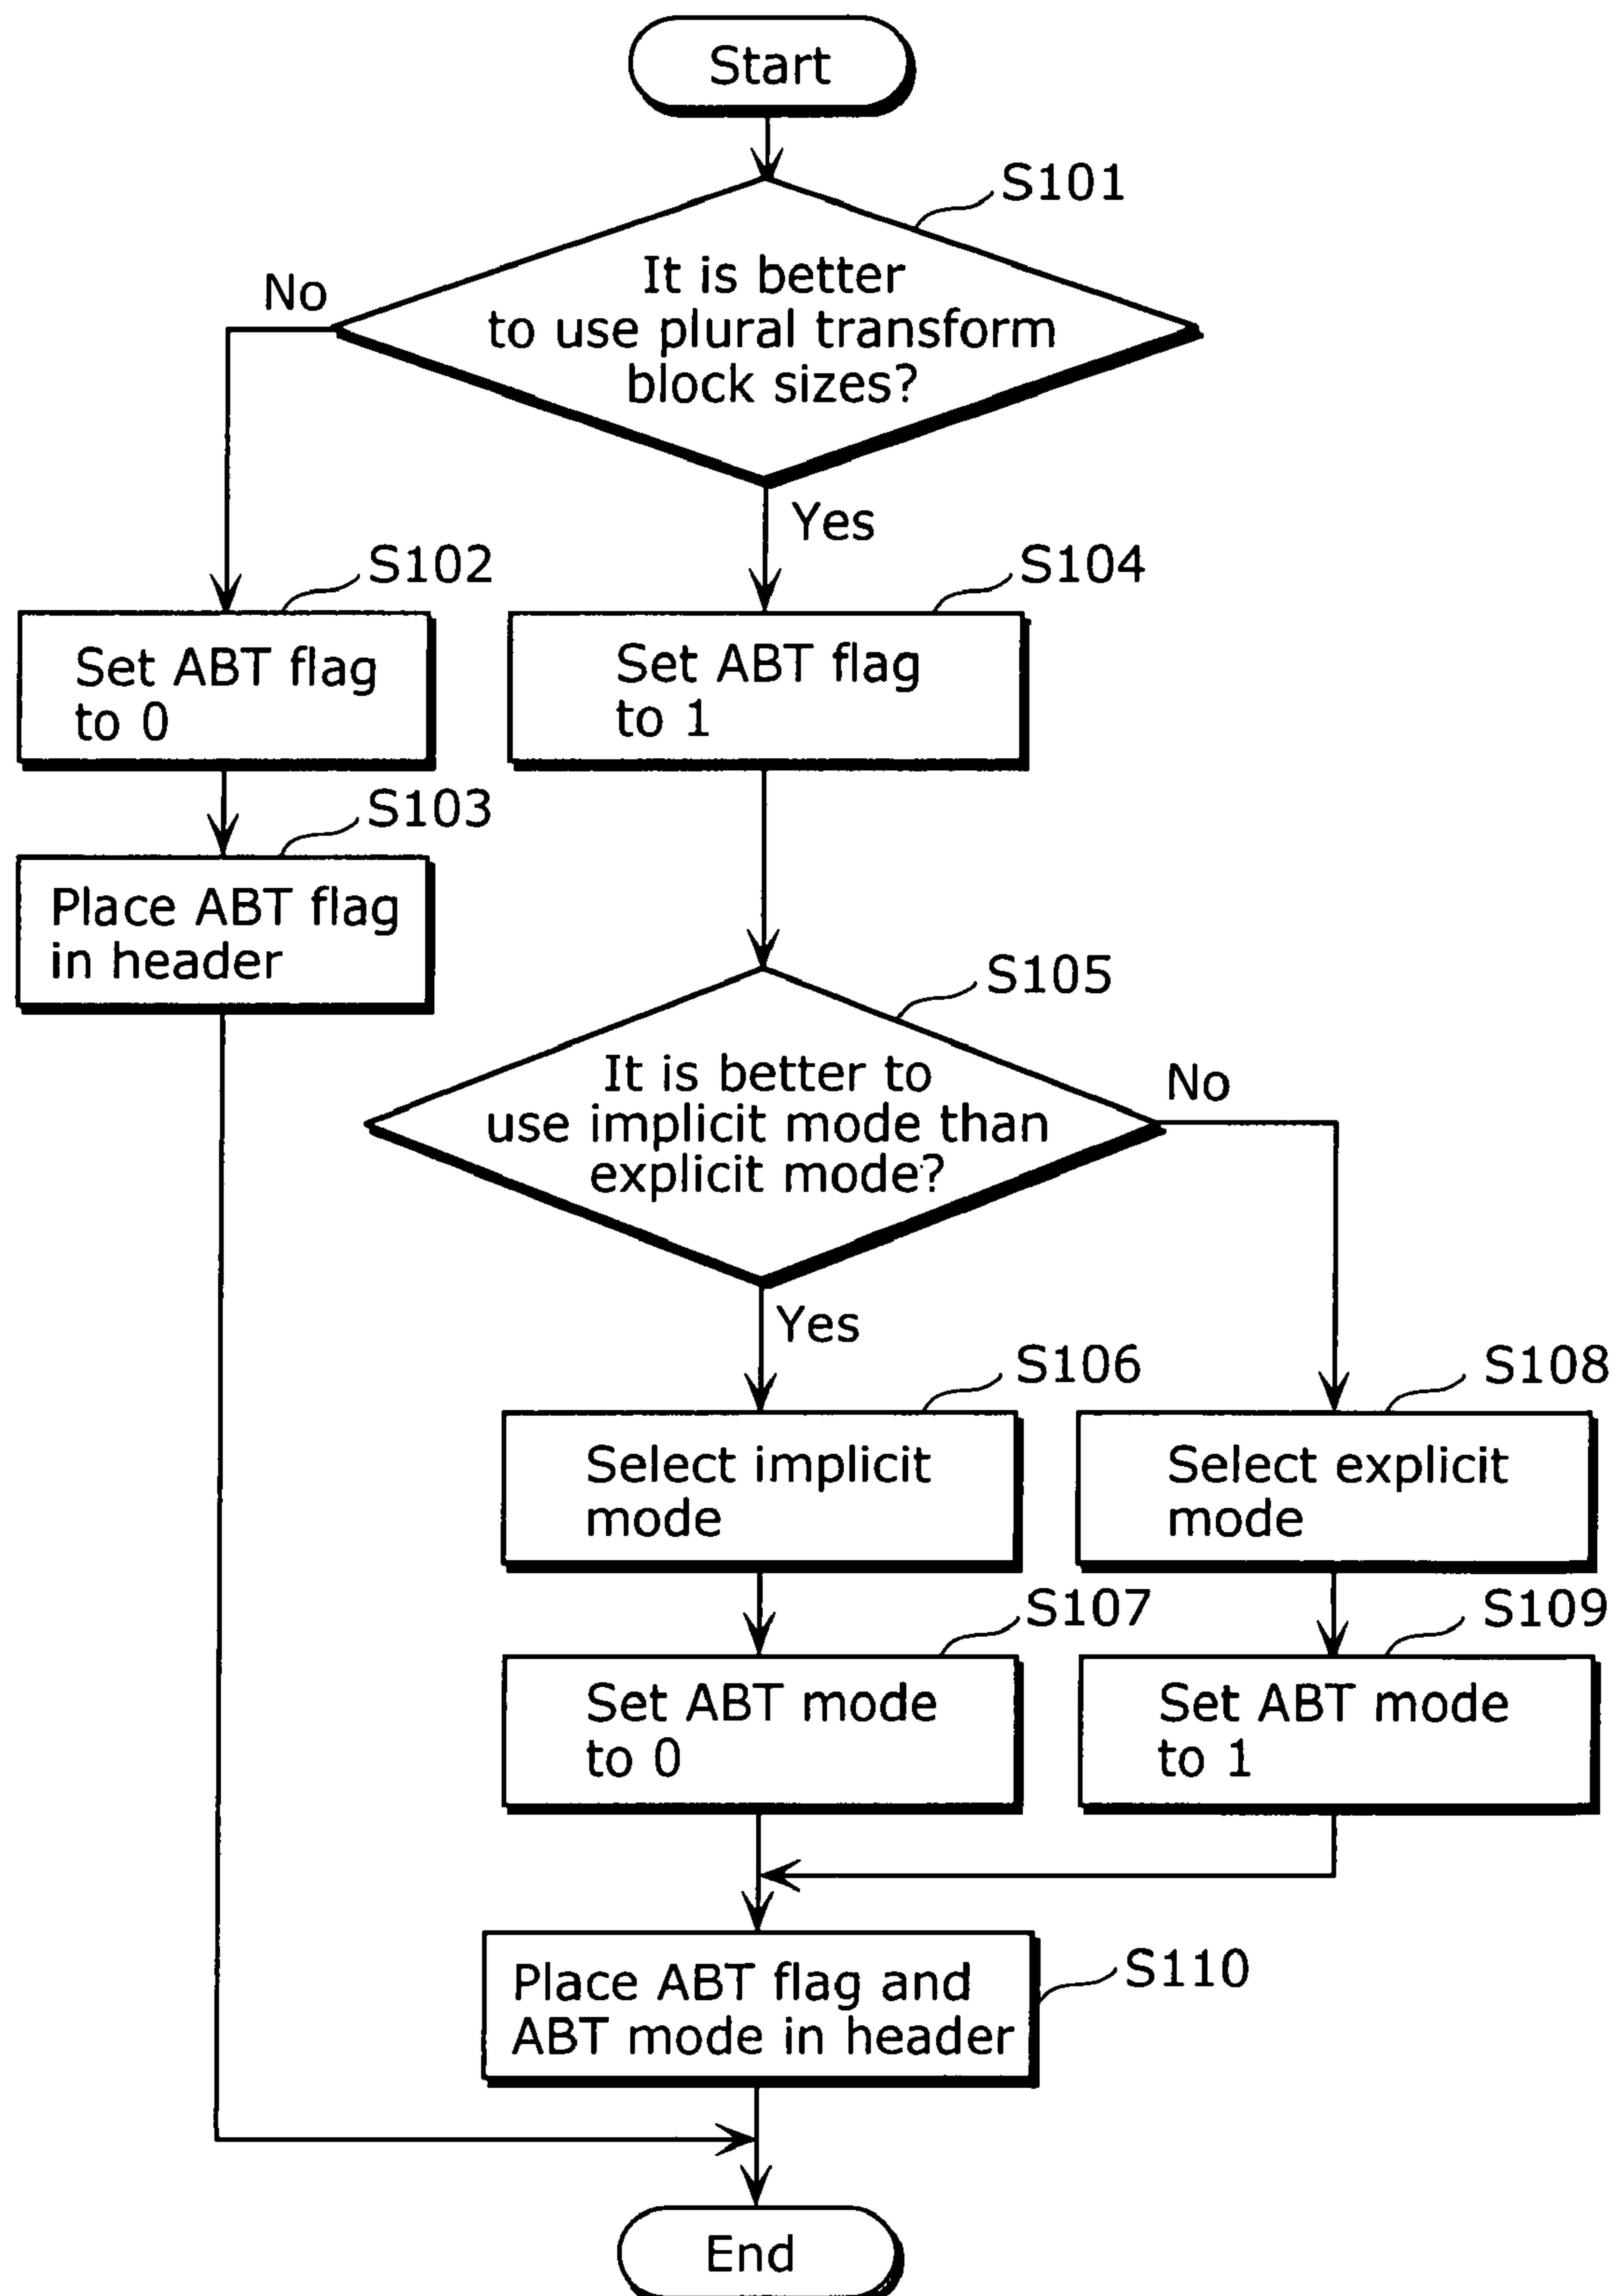 Start
S101
It is better
to use plural transform
block sizes?
No
Yes
S102
Set ABT flag
to 0
S104
Set ABT flag
to 1
S103
Place ABT flag
in header
S105
It is better to
use implicit mode than
explicit mode?
No
Yes
S106
Select implicit
mode
S108
Select explicit
mode
S107
Set ABT mode
to 0
S109
Set ABT mode
to 1
S110
Place ABT flag and
ABT mode in header
End